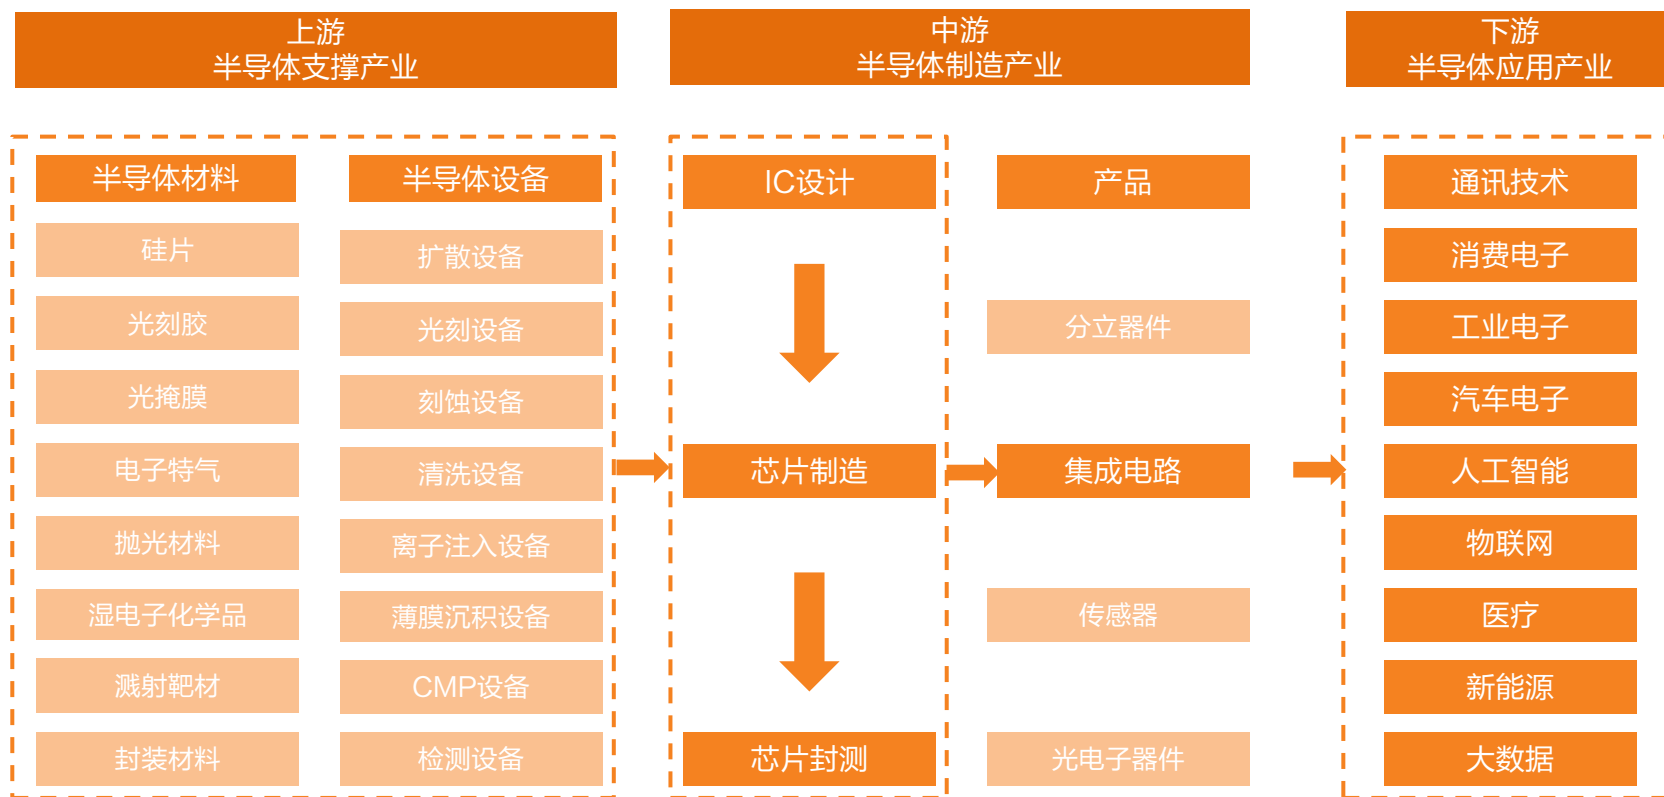 上游
半导体支撑产业
中游
半导体制造产业
下游
半导体应用产业
半导体材料
硅片
光刻胶
光掩膜
电子特气
抛光材料
湿电子化学品
溅射靶材
封装材料
半导体设备
扩散设备
光刻设备
刻蚀设备
清洗设备
离子注入设备
薄膜沉积设备
CMP设备
检测设备
IC设计
芯片制造
芯片封测
产品
分立器件
集成电路
传感器
光电子器件
通讯技术
消费电子
工业电子
汽车电子
人工智能
物联网
医疗
新能源
大数据